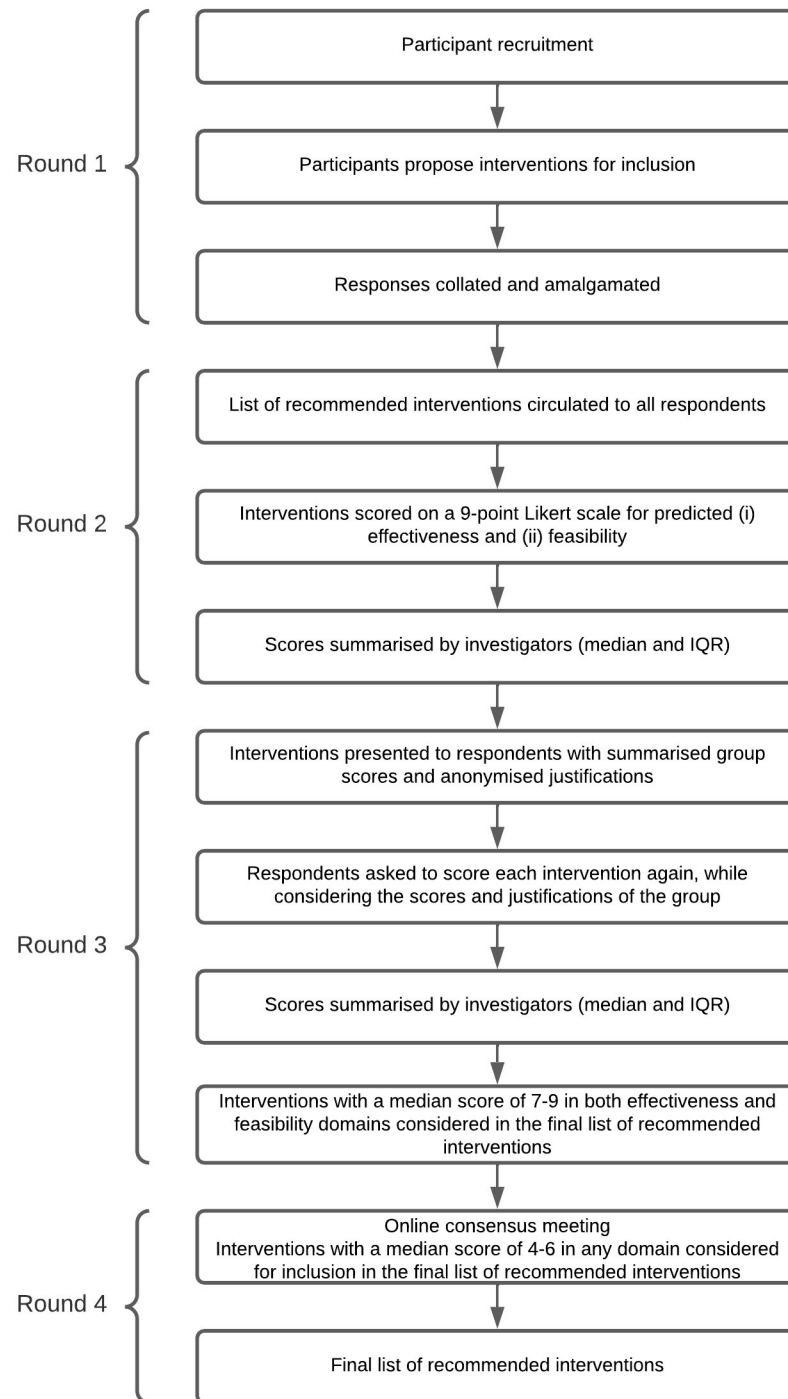 Participant recruitment
Round 1
Participants propose interventions for inclusion
Responses collated and amalgamated
List of recommended interventions circulated to all respondents
Round 2
Interventions scored on a 9-point Likert scale for predicted (i)
effectiveness and (ii) feasibility
Scores summarised by investigators (median and IQR)
Interventions presented to respondents with summarised group
scores and anonymised justifications
Respondents asked to score each intervention again, while
considering the scores and justifications of the group
Round 3
Scores summarised by investigators (median and IQR)
Interventions with a median score of 7-9 in both effectiveness and
feasibility domains considered in the final list of recommended
interventions
Online consensus meeting
Interventions with a median score of 4-6 in any domain considered
for inclusion in the final list of recommended interventions
Round 4
Final list of recommended interventions